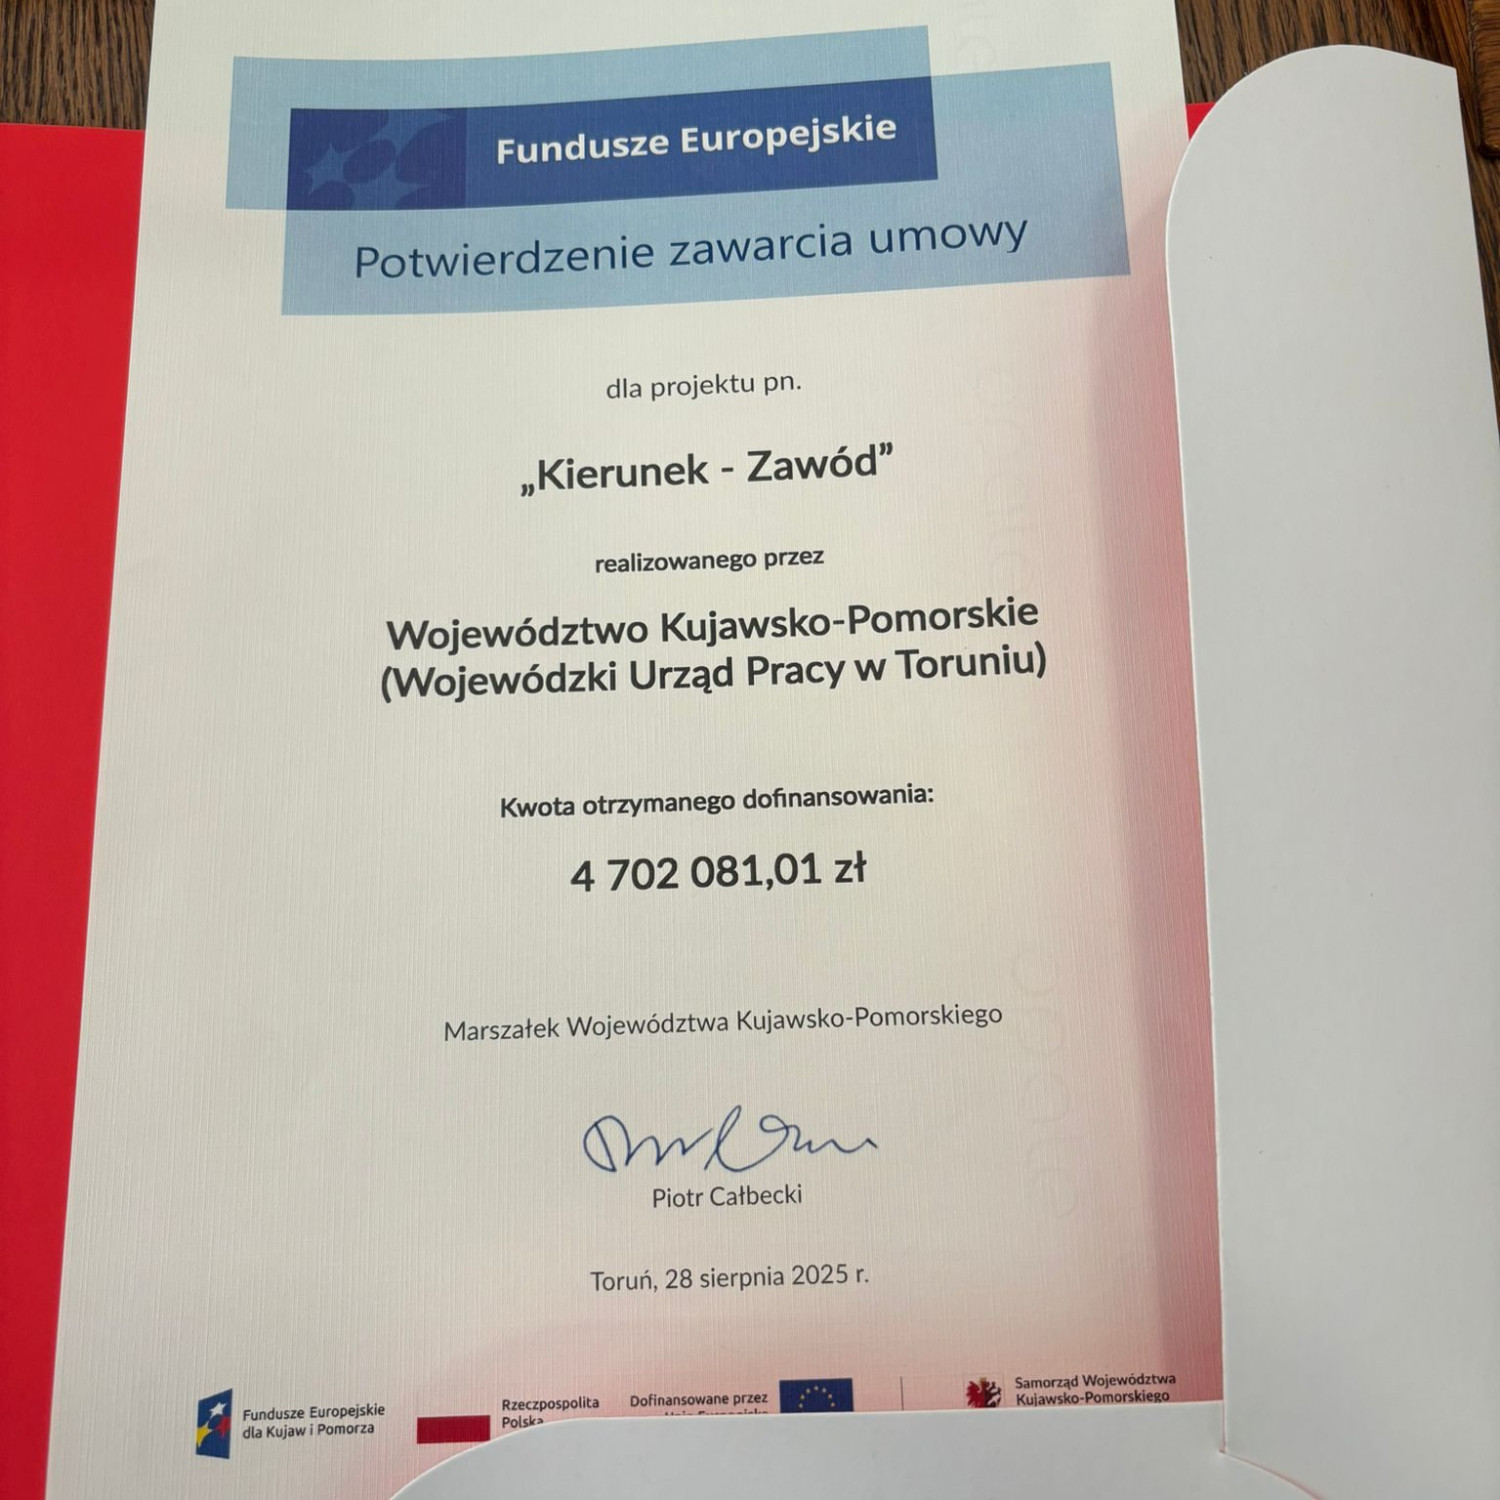 Fundusze Europejskie
Potwierdzenie zawarcia umowy
dla projektu pn.
„Kierunek - Zawód”
realizowanego przez
Województwo Kujawsko-Pomorskie
(Wojewódzki Urząd Pracy w Toruniu)
Kwota otrzymanego dofinansowania:
4 702 081,01 zł
Marszałek Województwa Kujawsko-Pomorskiego
Piotr Całbecki
Toruń, 28 sierpnia 2025 r.
Fundusze Europejskie
dla Kujaw i Pomorza
Rzeczpospolita
Polska
Dofinansowane przez
Samorząd Województwa
Kujawsko-Pomorskiego